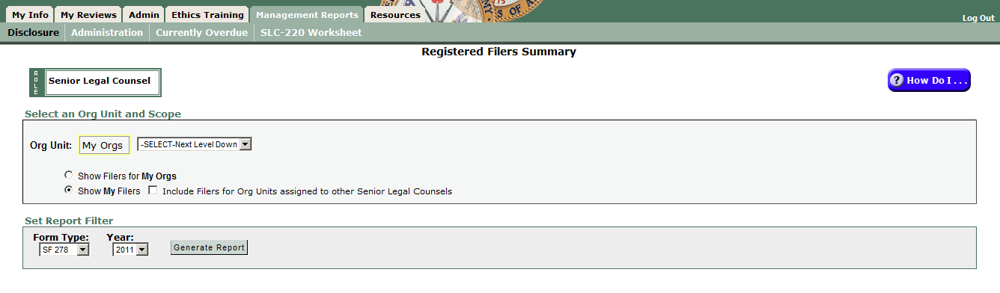 My Info My Reviews Admin Ethics Training Management Reports Resources
Log Out
Disclosure Administration Currently Overdue SLC-220 Worksheet
Registered Filers Summary
ROLE Senior Legal Counsel
? How Do I . . .
Select an Org Unit and Scope
Org Unit: My Orgs -SELECT-Next Level Down
Show Filers for My Orgs
Show My Filers Include Filers for Org Units assigned to other Senior Legal Counsels
Set Report Filter
Form Type: Year:
SF 278 2011 Generate Report